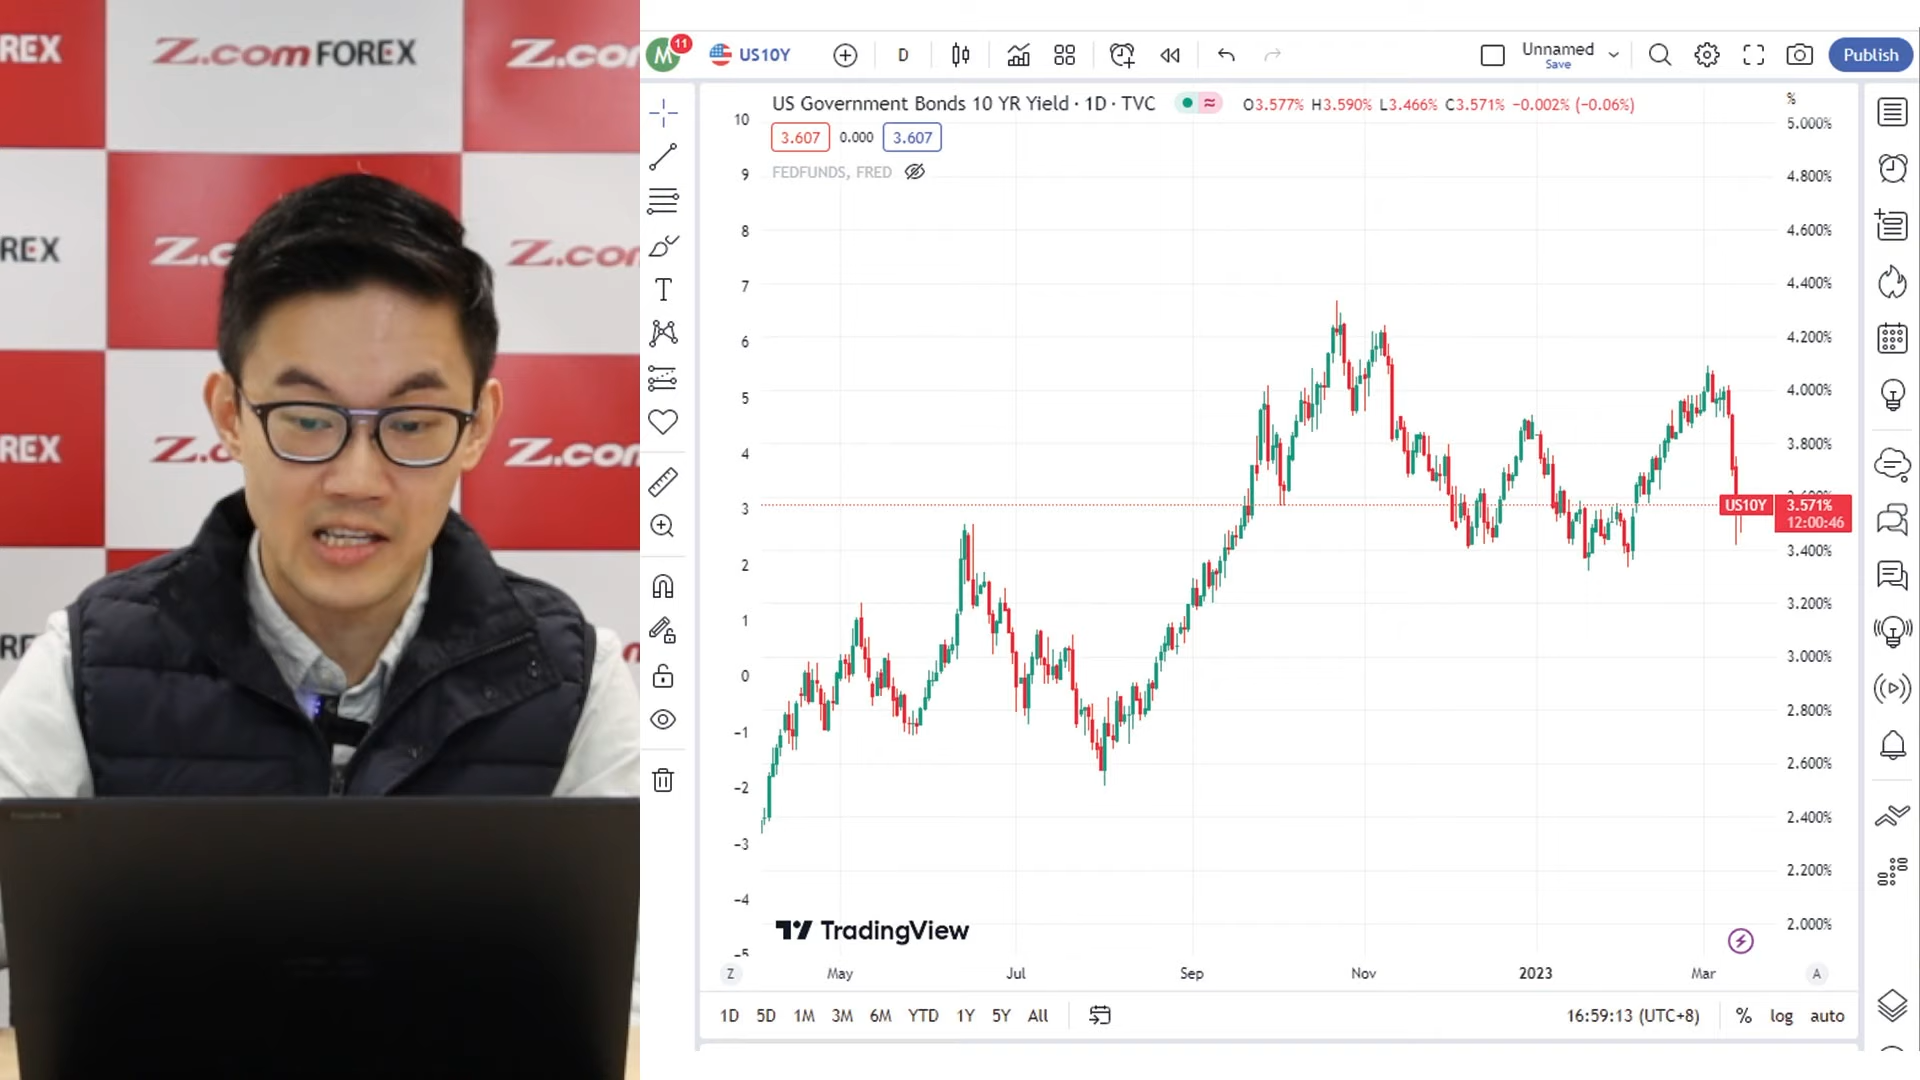 REX
Z.com FOREX
Z.co
M
11
US10Y
D
Unnamed
Save
Publish
US Government Bonds 10 YR Yield · 1D · TVC
O3.577% H3.590% L3.466% C3.571% −0.002% (−0.06%)
3.607 0.000 3.607
FEDFUNDS, FRED
%
10
9
8
7
6
5
4
3
2
1
0
−1
−2
−3
−4
−5
5.000%
4.800%
4.600%
4.400%
4.200%
4.000%
3.800%
US10Y 3.571%
12:00:46
3.400%
3.200%
3.000%
2.800%
2.600%
2.400%
2.200%
2.000%
REX
Z.c
Z.com
REX
Z.c
Z.com
TradingView
Z May Jul Sep Nov 2023 Mar A
1D 5D 1M 3M 6M YTD 1Y 5Y All
16:59:13 (UTC+8) % log auto